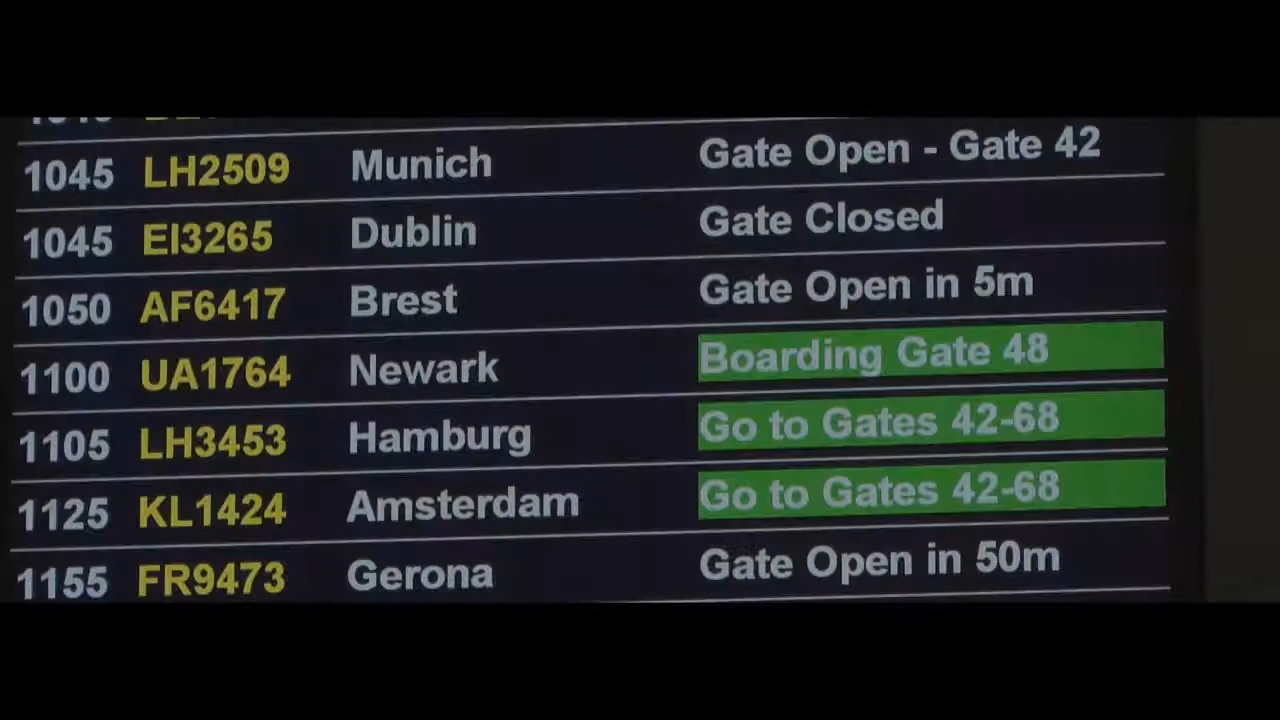 1045 LH2509 Munich Gate Open - Gate 42
1045 EI3265 Dublin Gate Closed
1050 AF6417 Brest Gate Open in 5m
1100 UA1764 Newark Boarding Gate 48
1105 LH3453 Hamburg Go to Gates 42-68
1125 KL1424 Amsterdam Go to Gates 42-68
1155 FR9473 Gerona Gate Open in 50m